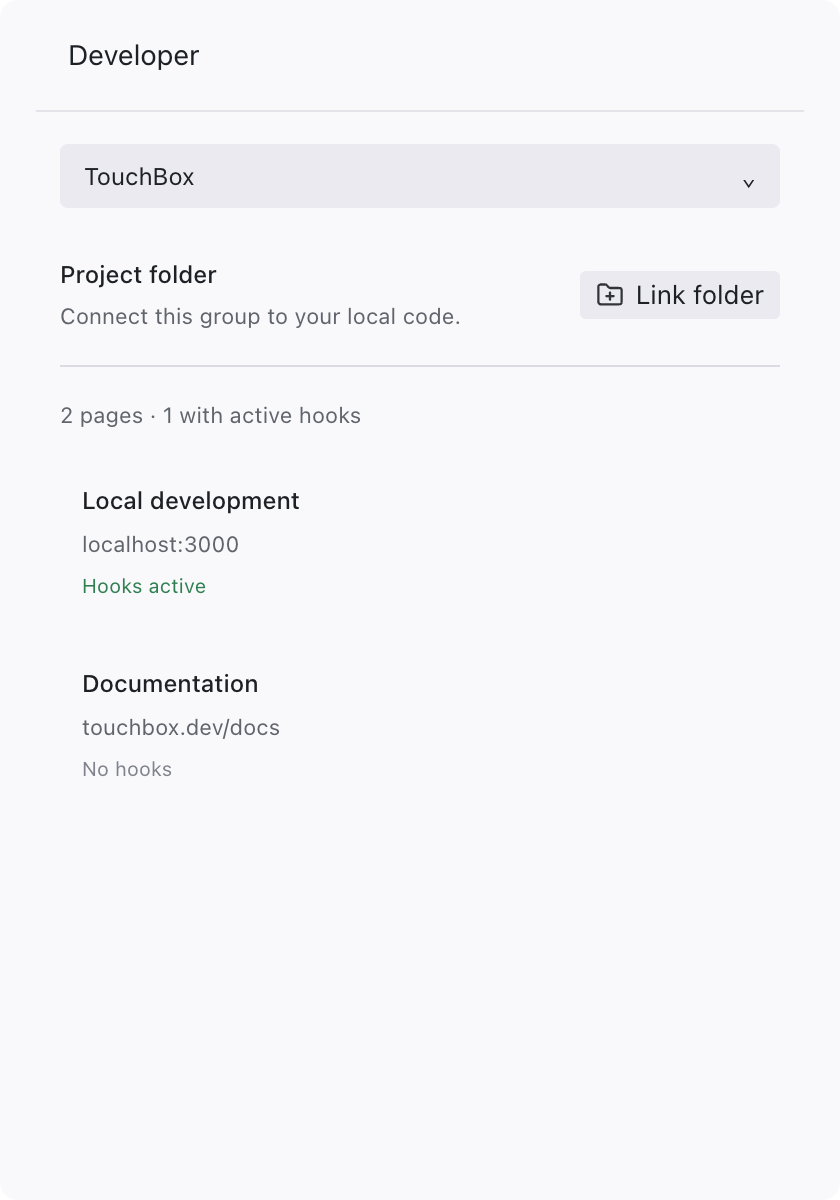 Developer
TouchBox
Project folder
Connect this group to your local code.
Link folder
2 pages · 1 with active hooks
Local development
localhost:3000
Hooks active
Documentation
touchbox.dev/docs
No hooks